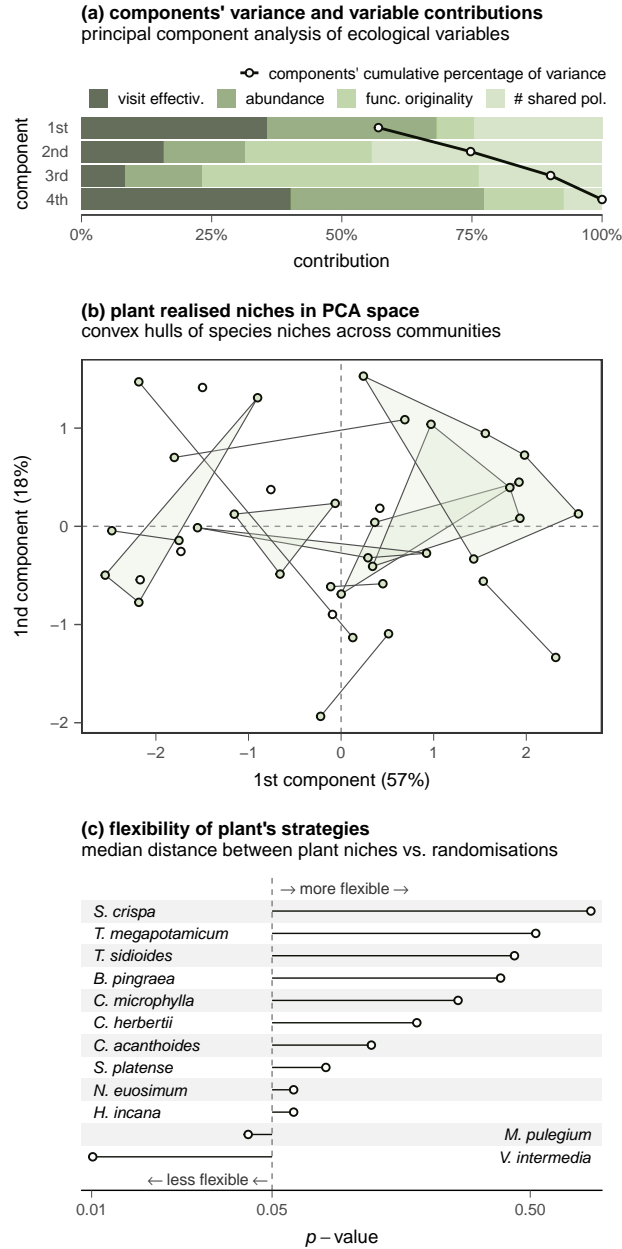 (a) components' variance and variable contributions
principal component analysis of ecological variables
components' cumulative percentage of variance
visit effectiv. abundance func. originality # shared pol.
component
1st
2nd
3rd
4th
0% 25% 50% 75% 100%
contribution
(b) plant realised niches in PCA space
convex hulls of species niches across communities
1nd component (18%)
1
0
−1
−2
−2 −1 0 1 2
1st component (57%)
(c) flexibility of plant's strategies
median distance between plant niches vs. randomisations
→ more flexible →
S. crispa
T. megapotamicum
T. sidioides
B. pingraea
C. microphylla
C. herbertii
C. acanthoides
S. platense
N. euosimum
H. incana
M. pulegium
V. intermedia
← less flexible ←
0.01 0.05 0.50
p − value